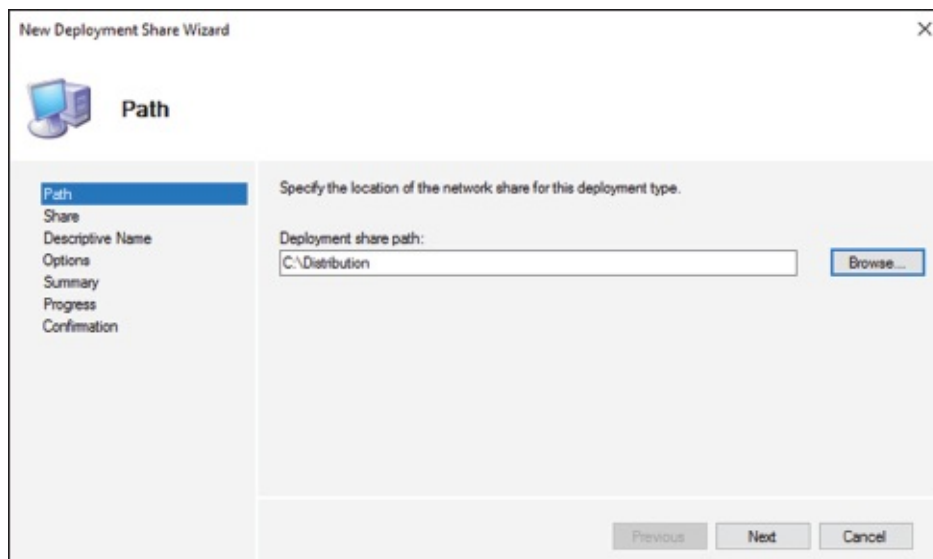 New Deployment Share Wizard
Path
Path
Share
Descriptive Name
Options
Summary
Progress
Confirmation
Specify the location of the network share for this deployment type.
Deployment share path:
C:\Distribution
Browse...
Previous
Next
Cancel